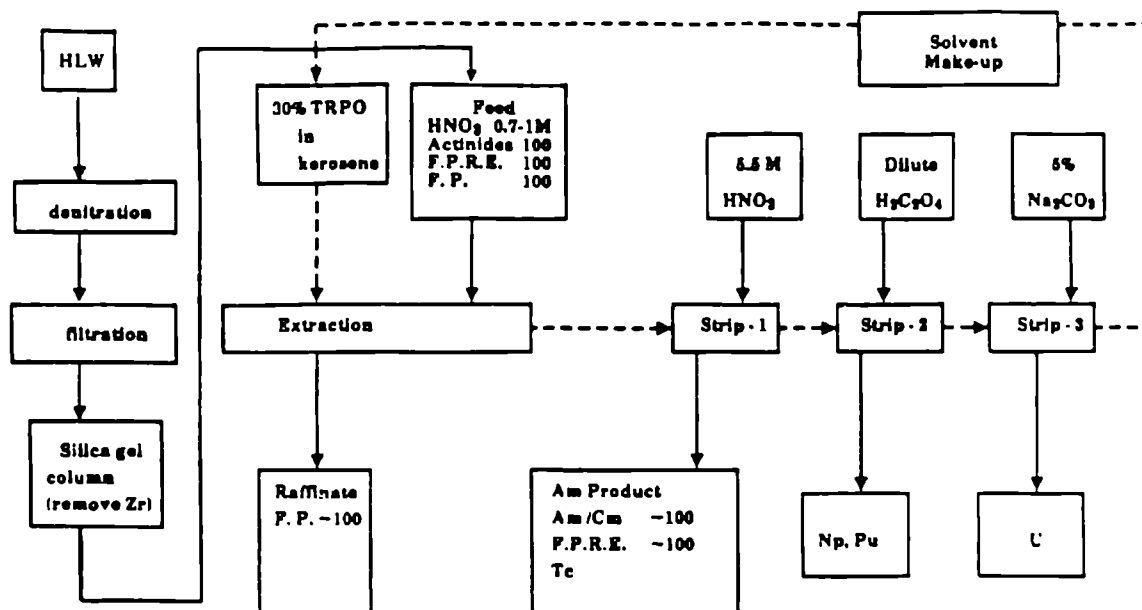 HLW
denitration
filtration
Silica gel
column
(remove Zr)
30% TRPO
in
kerosene
Feed
HNO₃ 0.7-1M
Actinides 100
F.P.R.E. 100
F.P. 100
Solvent
Make-up
5.5 M
HNO₃
Dilute
H₂C₂O₄
5%
Na₂CO₃
Extraction
Strip - 1
Strip - 2
Strip - 3
Raffinate
F. P. ~100
Am Product
Am/Cm ~100
F.P.R.E. ~100
Tc
Np, Pu
U